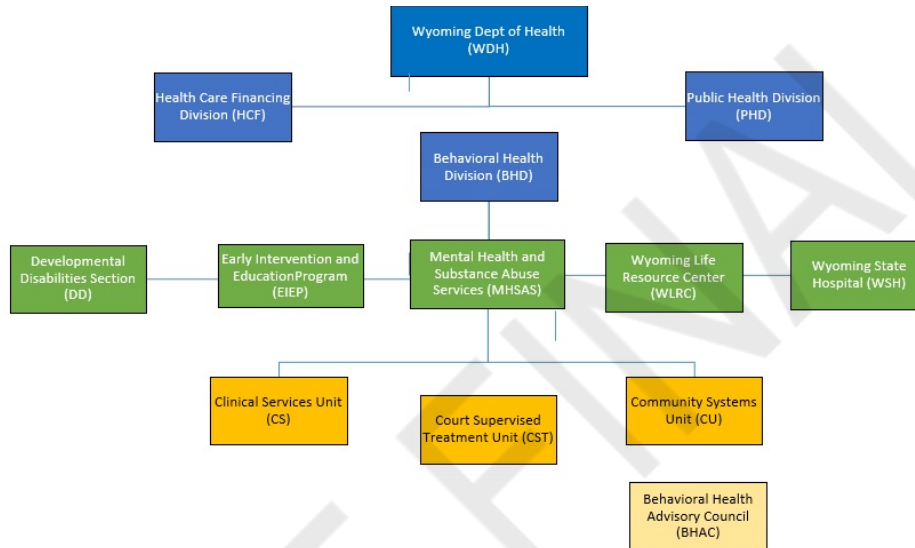 Wyoming Dept of Health
(WDH)
Health Care Financing
Division (HCF)
Public Health Division
(PHD)
Behavioral Health
Division (BHD)
Developmental
Disabilities Section
(DD)
Early Intervention and
EducationProgram
(EIEP)
Mental Health and
Substance Abuse
Services (MHSAS)
Wyoming Life
Resource Center
(WLRC)
Wyoming State
Hospital (WSH)
Clinical Services Unit
(CS)
Court Supervised
Treatment Unit (CST)
Community Systems
Unit (CU)
Behavioral Health
Advisory Council
(BHAC)
FINAL